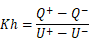 Kh = (Q⁺ − Q⁻) / (U⁺ − U⁻)